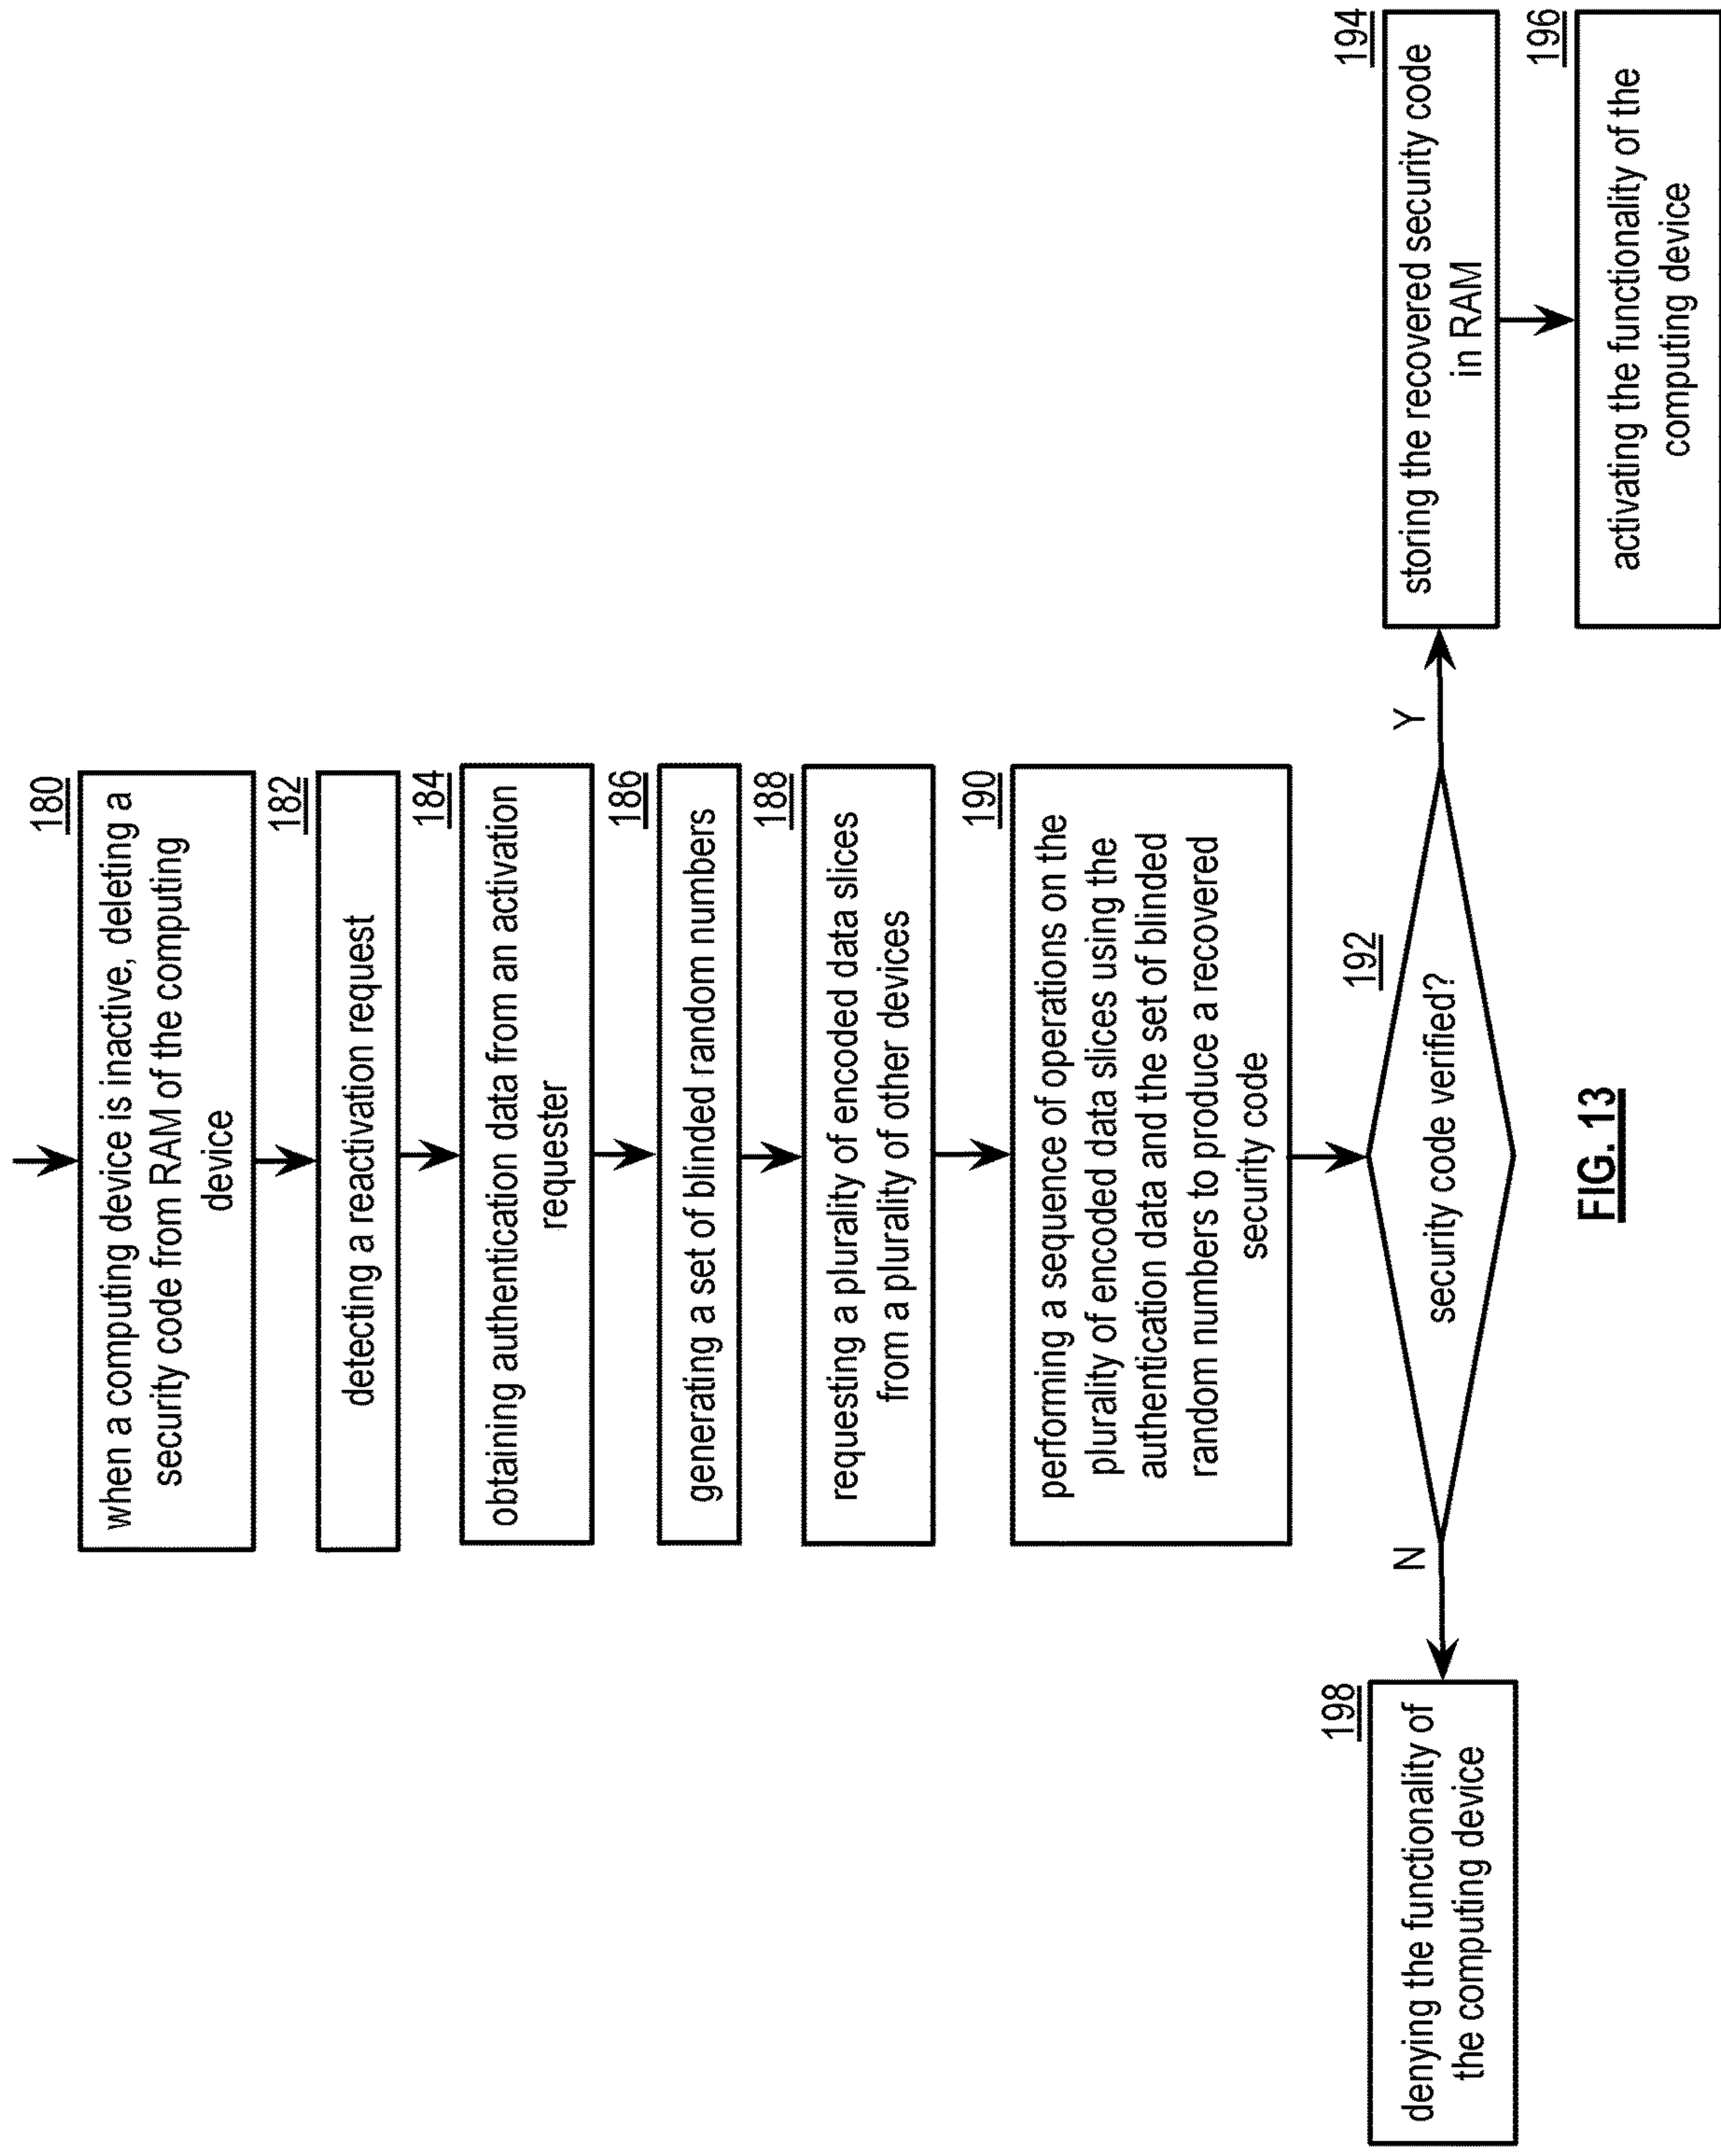 180
when a computing device is inactive, deleting a
security code from RAM of the computing
device
182
detecting a reactivation request
184
obtaining authentication data from an activation
requester
186
generating a set of blinded random numbers
188
requesting a plurality of encoded data slices
from a plurality of other devices
190
performing a sequence of operations on the
plurality of encoded data slices using the
authentication data and the set of blinded
random numbers to produce a recovered
security code
192
security code verified?
N
Y
198
denying the functionality of
the computing device
194
storing the recovered security code
in RAM
196
activating the functionality of the
computing device
FIG. 13